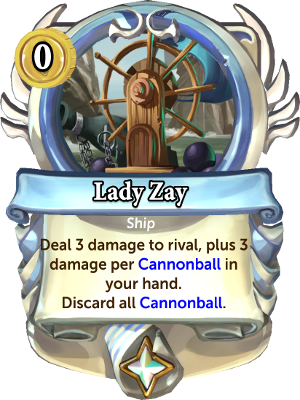 0
Lady Zay
Ship
Deal 3 damage to rival, plus 3
damage per Cannonball in
your hand.
Discard all Cannonball.